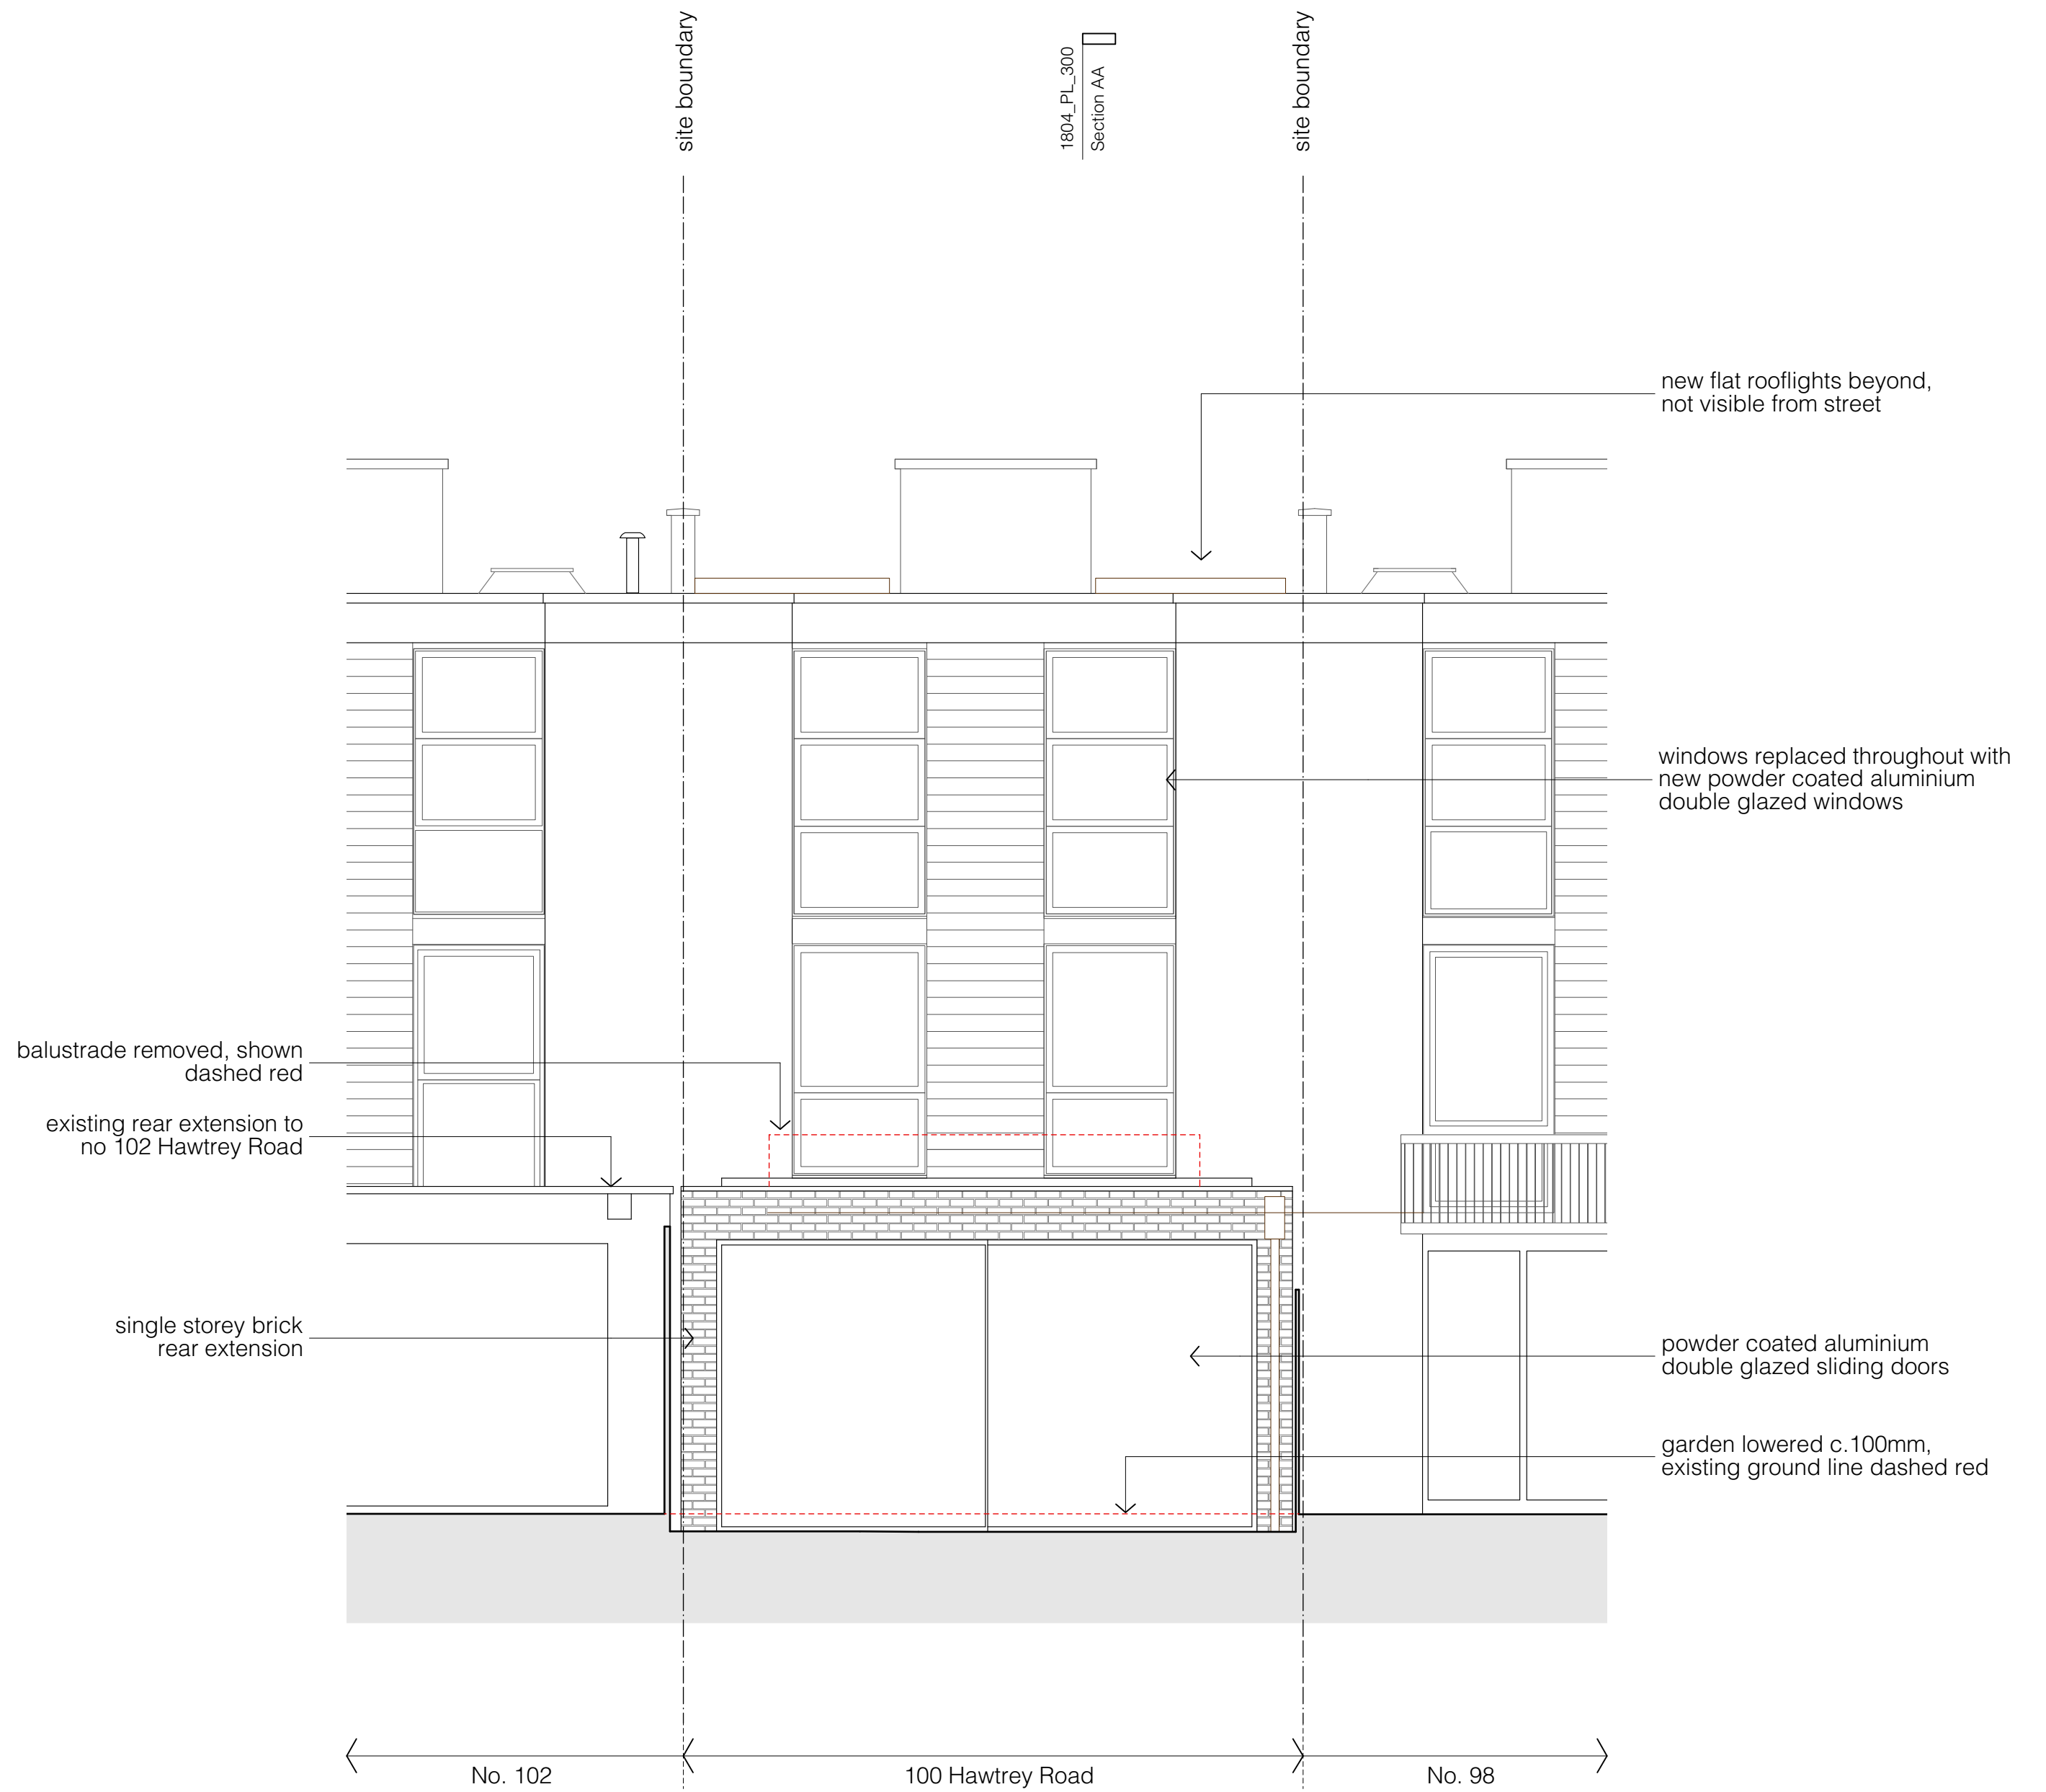 site boundary
1804_PL_300
Section AA
site boundary
new flat rooflights beyond,
not visible from street
windows replaced throughout with
new powder coated aluminium
double glazed windows
balustrade removed, shown
dashed red
existing rear extension to
no 102 Hawtrey Road
single storey brick
rear extension
powder coated aluminium
double glazed sliding doors
garden lowered c.100mm,
existing ground line dashed red
No. 102
100 Hawtrey Road
No. 98